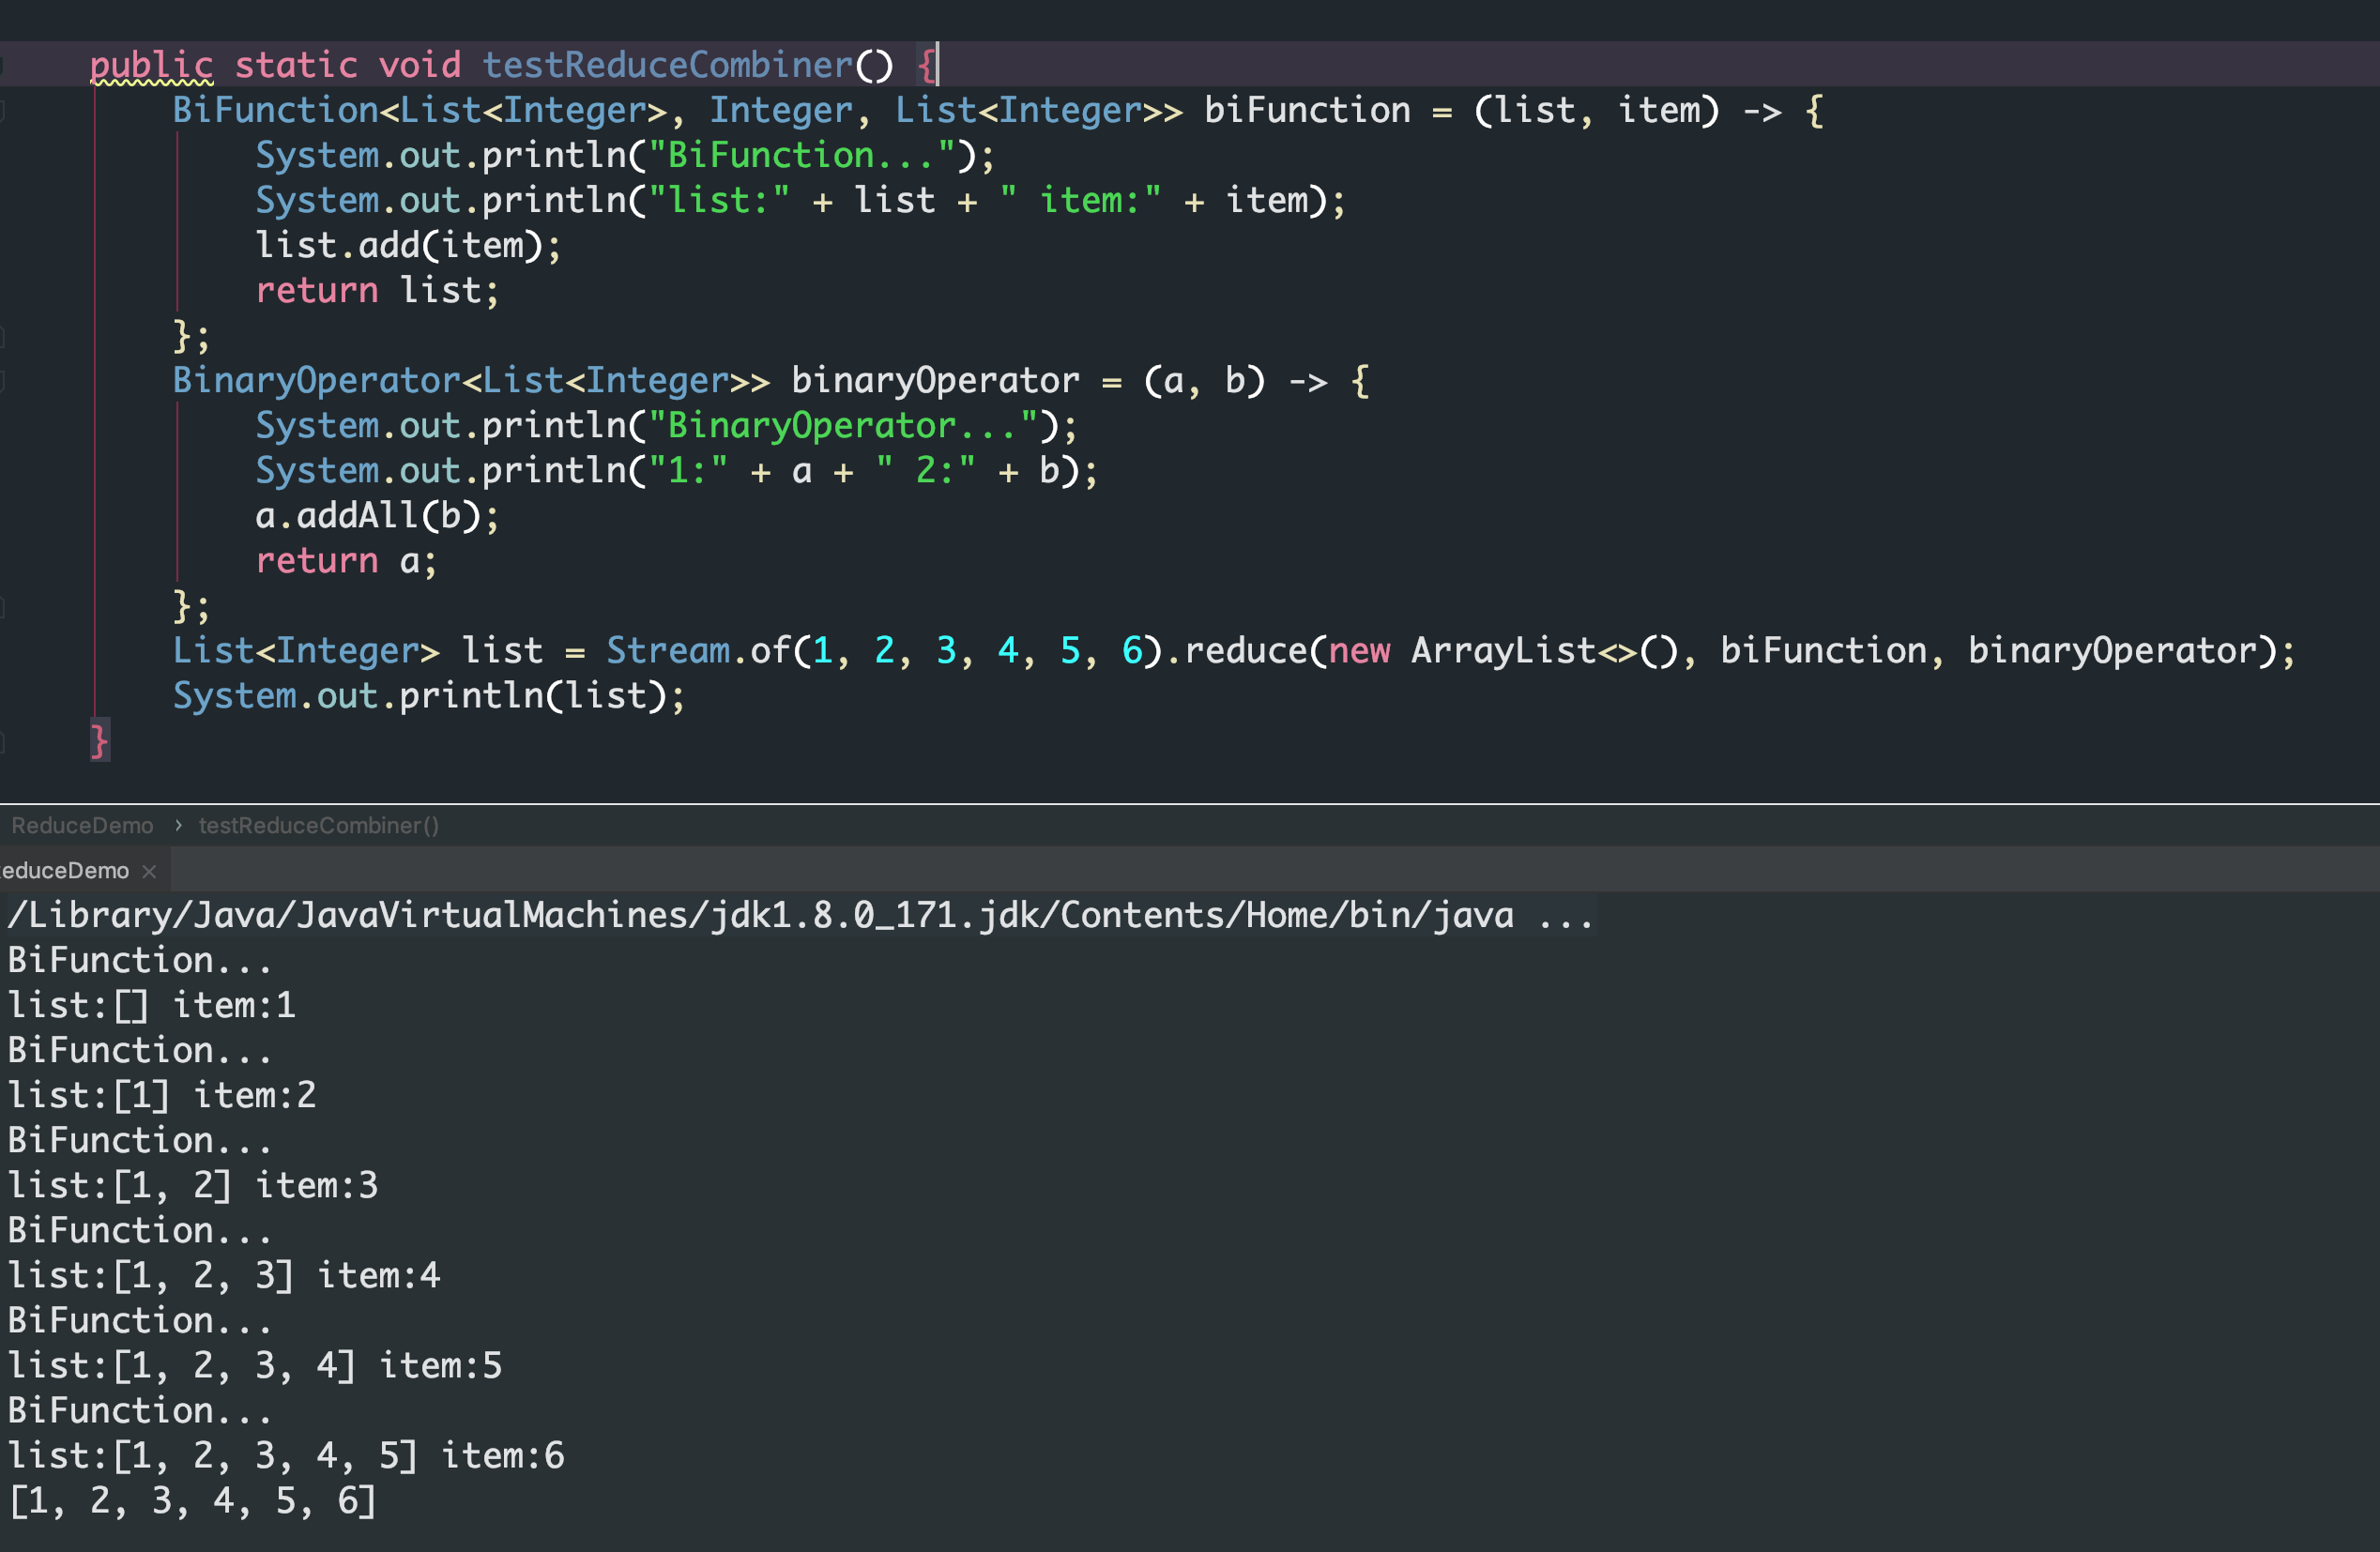 public static void testReduceCombiner() {
BiFunction<List<Integer>, Integer, List<Integer>> biFunction = (list, item) -> {
System.out.println("BiFunction...");
System.out.println("list:" + list + " item:" + item);
list.add(item);
return list;
};
BinaryOperator<List<Integer>> binaryOperator = (a, b) -> {
System.out.println("BinaryOperator...");
System.out.println("1:" + a + " 2:" + b);
a.addAll(b);
return a;
};
List<Integer> list = Stream.of(1, 2, 3, 4, 5, 6).reduce(new ArrayList<>(), biFunction, binaryOperator);
System.out.println(list);
}
ReduceDemo › testReduceCombiner()
educeDemo ×
/Library/Java/JavaVirtualMachines/jdk1.8.0_171.jdk/Contents/Home/bin/java ...
BiFunction...
list:[] item:1
BiFunction...
list:[1] item:2
BiFunction...
list:[1, 2] item:3
BiFunction...
list:[1, 2, 3] item:4
BiFunction...
list:[1, 2, 3, 4] item:5
BiFunction...
list:[1, 2, 3, 4, 5] item:6
[1, 2, 3, 4, 5, 6]